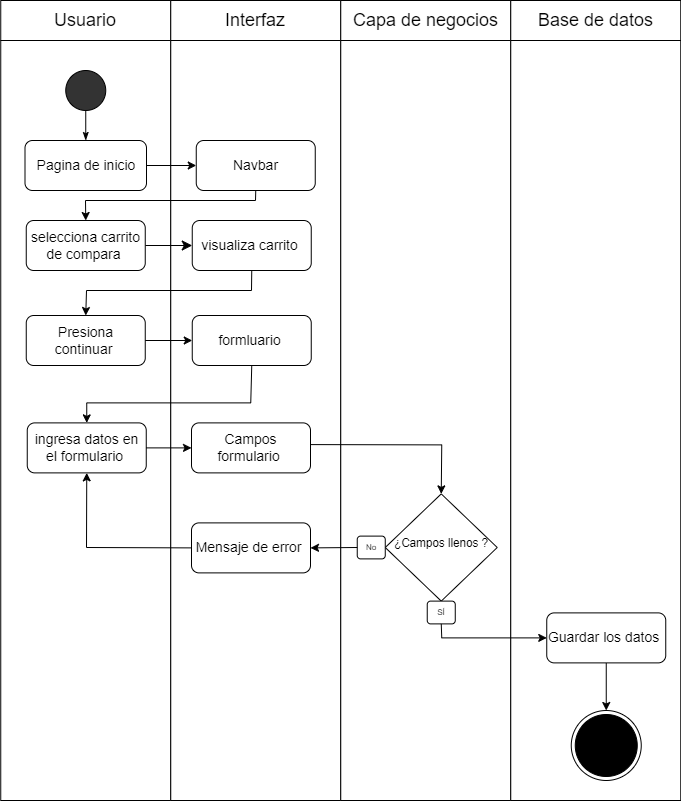 Usuario
Interfaz
Capa de negocios
Base de datos
Pagina de inicio
Navbar
selecciona carrito
de compara
visualiza carrito
Presiona
continuar
formluario
ingresa datos en
el formulario
Campos
formulario
¿Campos llenos ?
No
Mensaje de error
SÍ
Guardar los datos